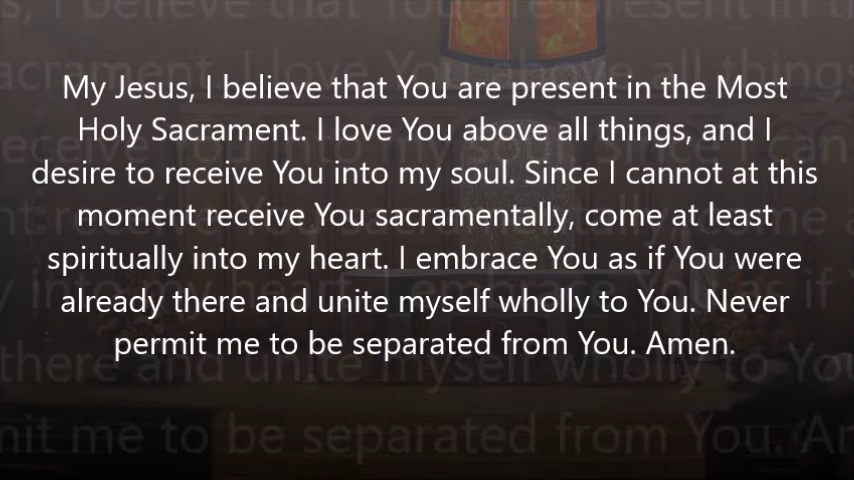 My Jesus, I believe that You are present in the Most
Holy Sacrament. I love You above all things, and I
desire to receive You into my soul. Since I cannot at this
moment receive You sacramentally, come at least
spiritually into my heart. I embrace You as if You were
already there and unite myself wholly to You. Never
permit me to be separated from You. Amen.